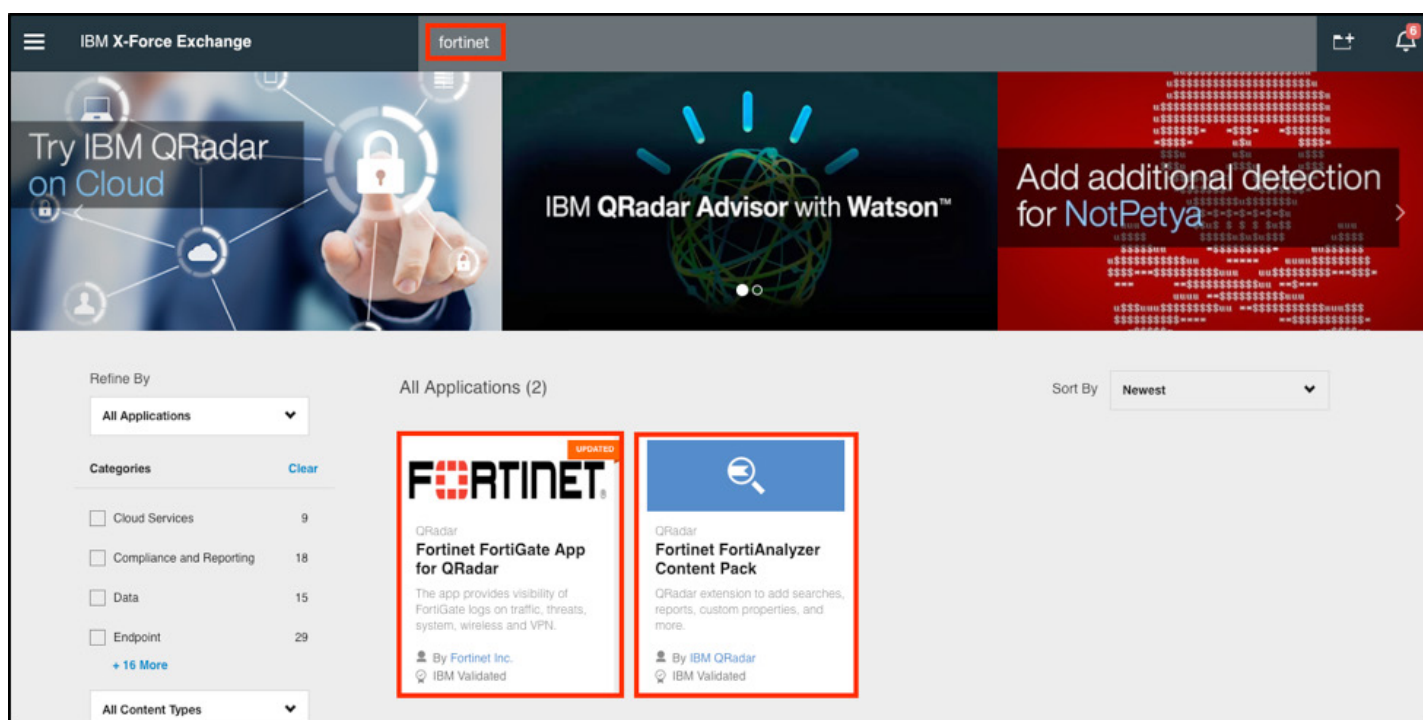 IBM X-Force Exchange
fortinet
6
Try IBM QRadar
on Cloud
IBM QRadar Advisor with Watson™
Add additional detection
for NotPetya
Refine By
All Applications
Categories Clear
Cloud Services 9
Compliance and Reporting 18
Data 15
Endpoint 29
+ 16 More
All Content Types
All Applications (2)
Sort By Newest
UPDATED
FORTINET®
QRadar
Fortinet FortiGate App
for QRadar
The app provides visibility of
FortiGate logs on traffic, threats,
system, wireless and VPN.
By Fortinet Inc.
IBM Validated
QRadar
Fortinet FortiAnalyzer
Content Pack
QRadar extension to add searches,
reports, custom properties, and
more.
By IBM QRadar
IBM Validated